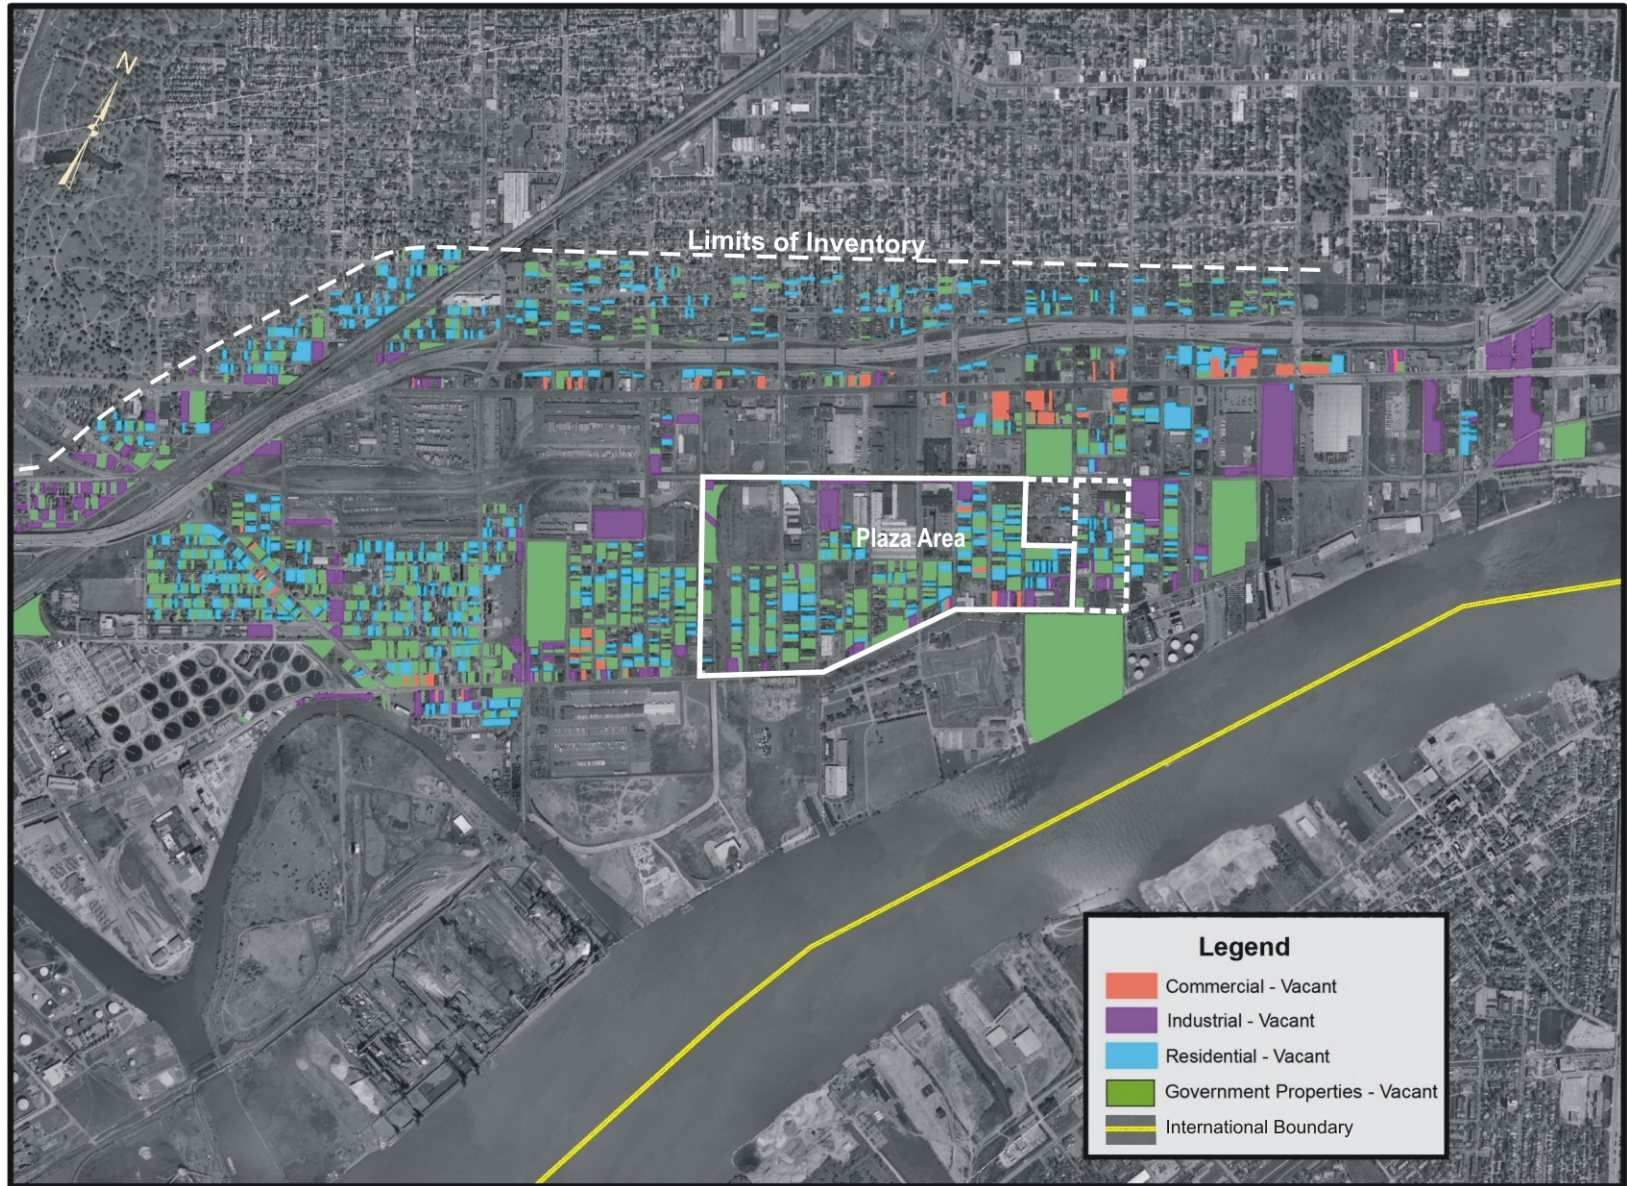 N
Limits of Inventory
Plaza Area
Legend
Commercial - Vacant
Industrial - Vacant
Residential - Vacant
Government Properties - Vacant
International Boundary